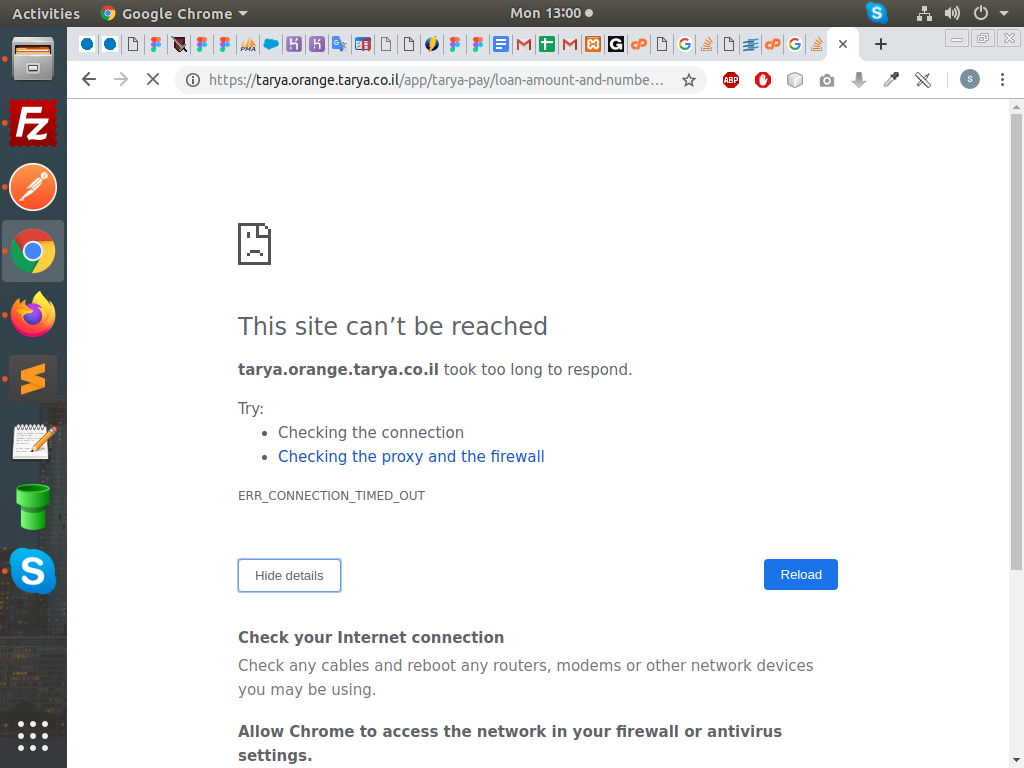 Activities Google Chrome Mon 13:00
https://tarya.orange.tarya.co.il/app/tarya-pay/loan-amount-and-numbe... ABP s
This site can’t be reached
tarya.orange.tarya.co.il took too long to respond.
Try:
Checking the connection
Checking the proxy and the firewall
ERR_CONNECTION_TIMED_OUT
Hide details Reload
Check your Internet connection
Check any cables and reboot any routers, modems or other network devices
you may be using.
Allow Chrome to access the network in your firewall or antivirus
settings.